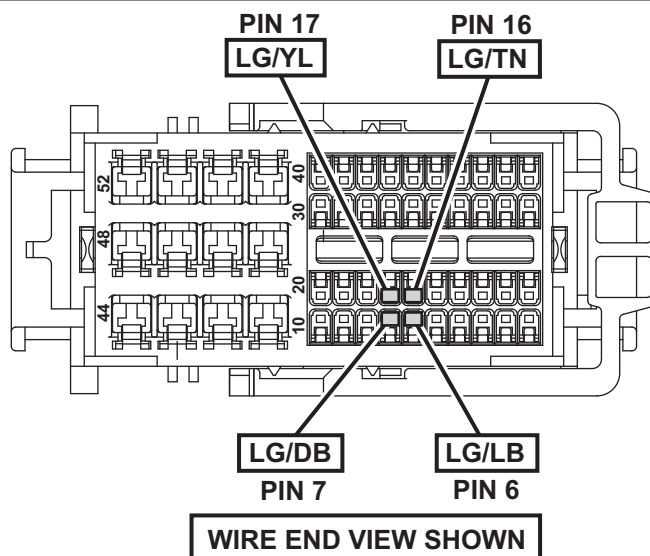 PIN 17
PIN 16
LG/YL
LG/TN
52
40
48
30
44
20
10
LG/DB
LG/LB
PIN 7
PIN 6
WIRE END VIEW SHOWN